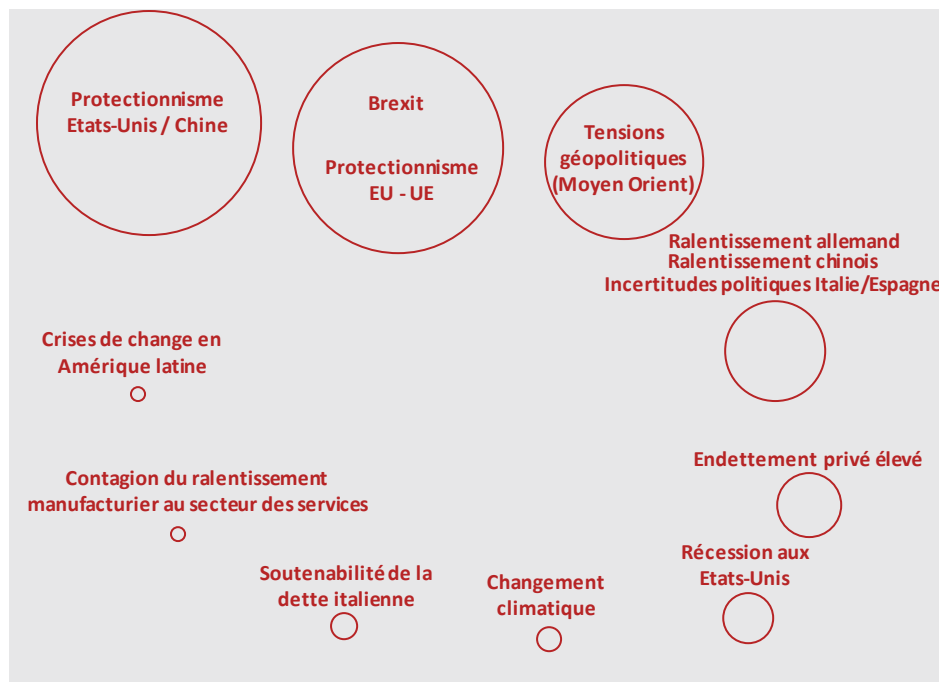 Protectionnisme
Etats-Unis / Chine
Brexit
Protectionnisme
EU - UE
Tensions
géopolitiques
(Moyen Orient)
Ralentissement allemand
Ralentissement chinois
Incertitudes politiques Italie/Espagne
Crises de change en
Amérique latine
Endettement privé élevé
Contagion du ralentissement
manufacturier au secteur des services
Récession aux
Etats-Unis
Soutenabilité de la
dette italienne
Changement
climatique